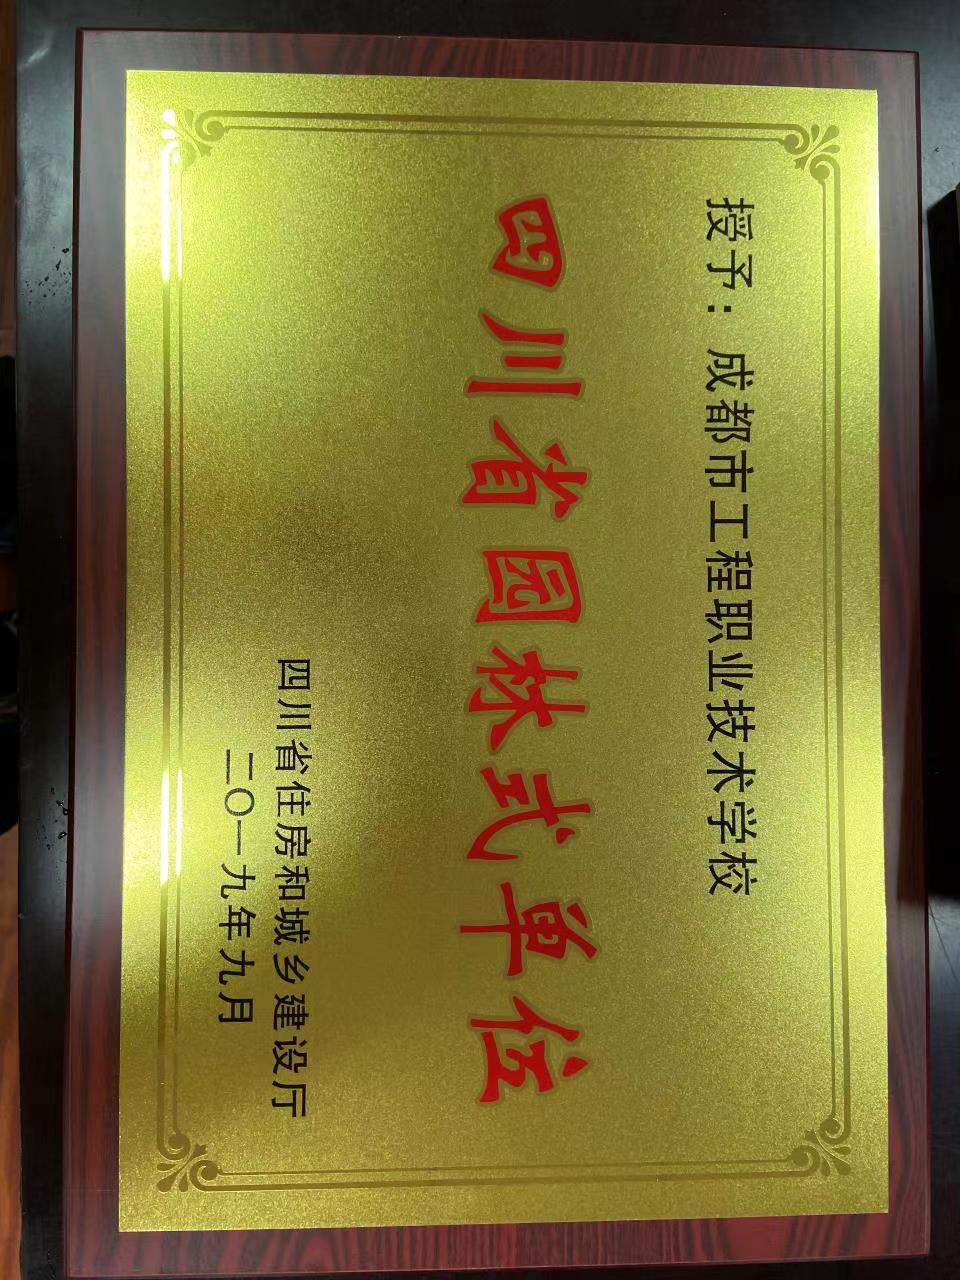 授予：成都市工程职业技术学校
四川省园林式单位
四川省住房和城乡建设厅
二〇一九年九月